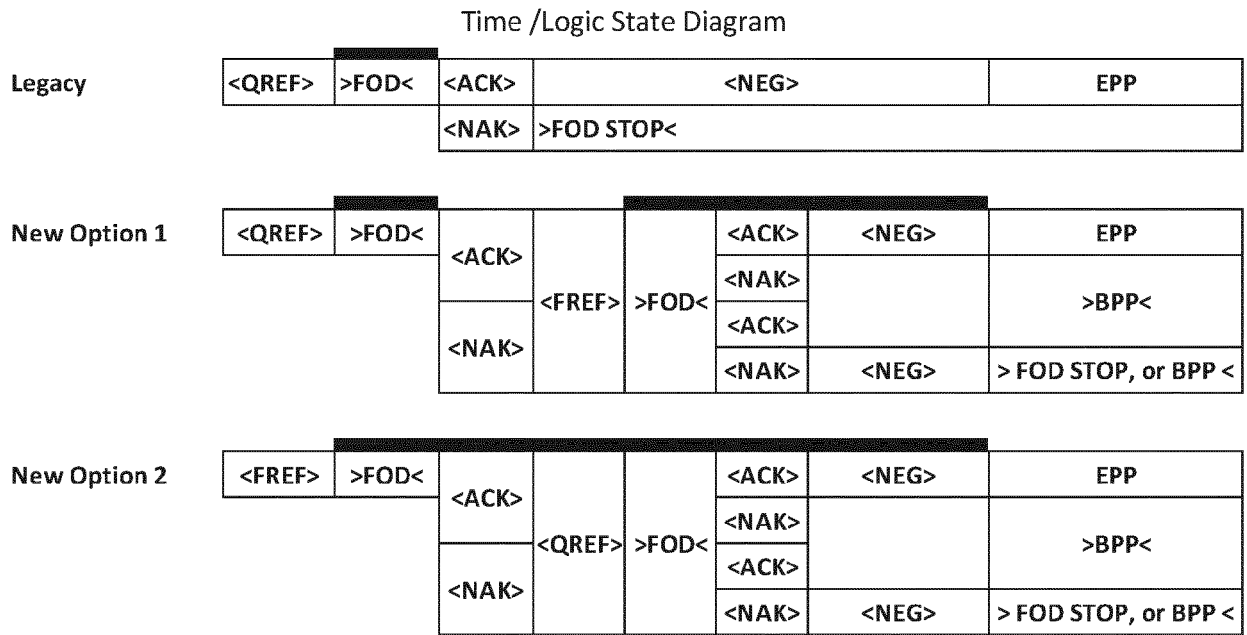 Time /Logic State Diagram
Legacy <QREF> >FOD< <ACK> <NEG> EPP
<NAK> >FOD STOP<
New Option 1 <QREF> >FOD< <ACK> <NAK> <FREF> >FOD< <ACK> <NEG> EPP
<NAK>
<ACK>
>BPP<
<NAK> <NEG> > FOD STOP, or BPP <
New Option 2 <FREF> >FOD< <ACK> <NAK> <QREF> >FOD< <ACK> <NEG> EPP
<NAK>
<ACK>
>BPP<
<NAK> <NEG> > FOD STOP, or BPP <